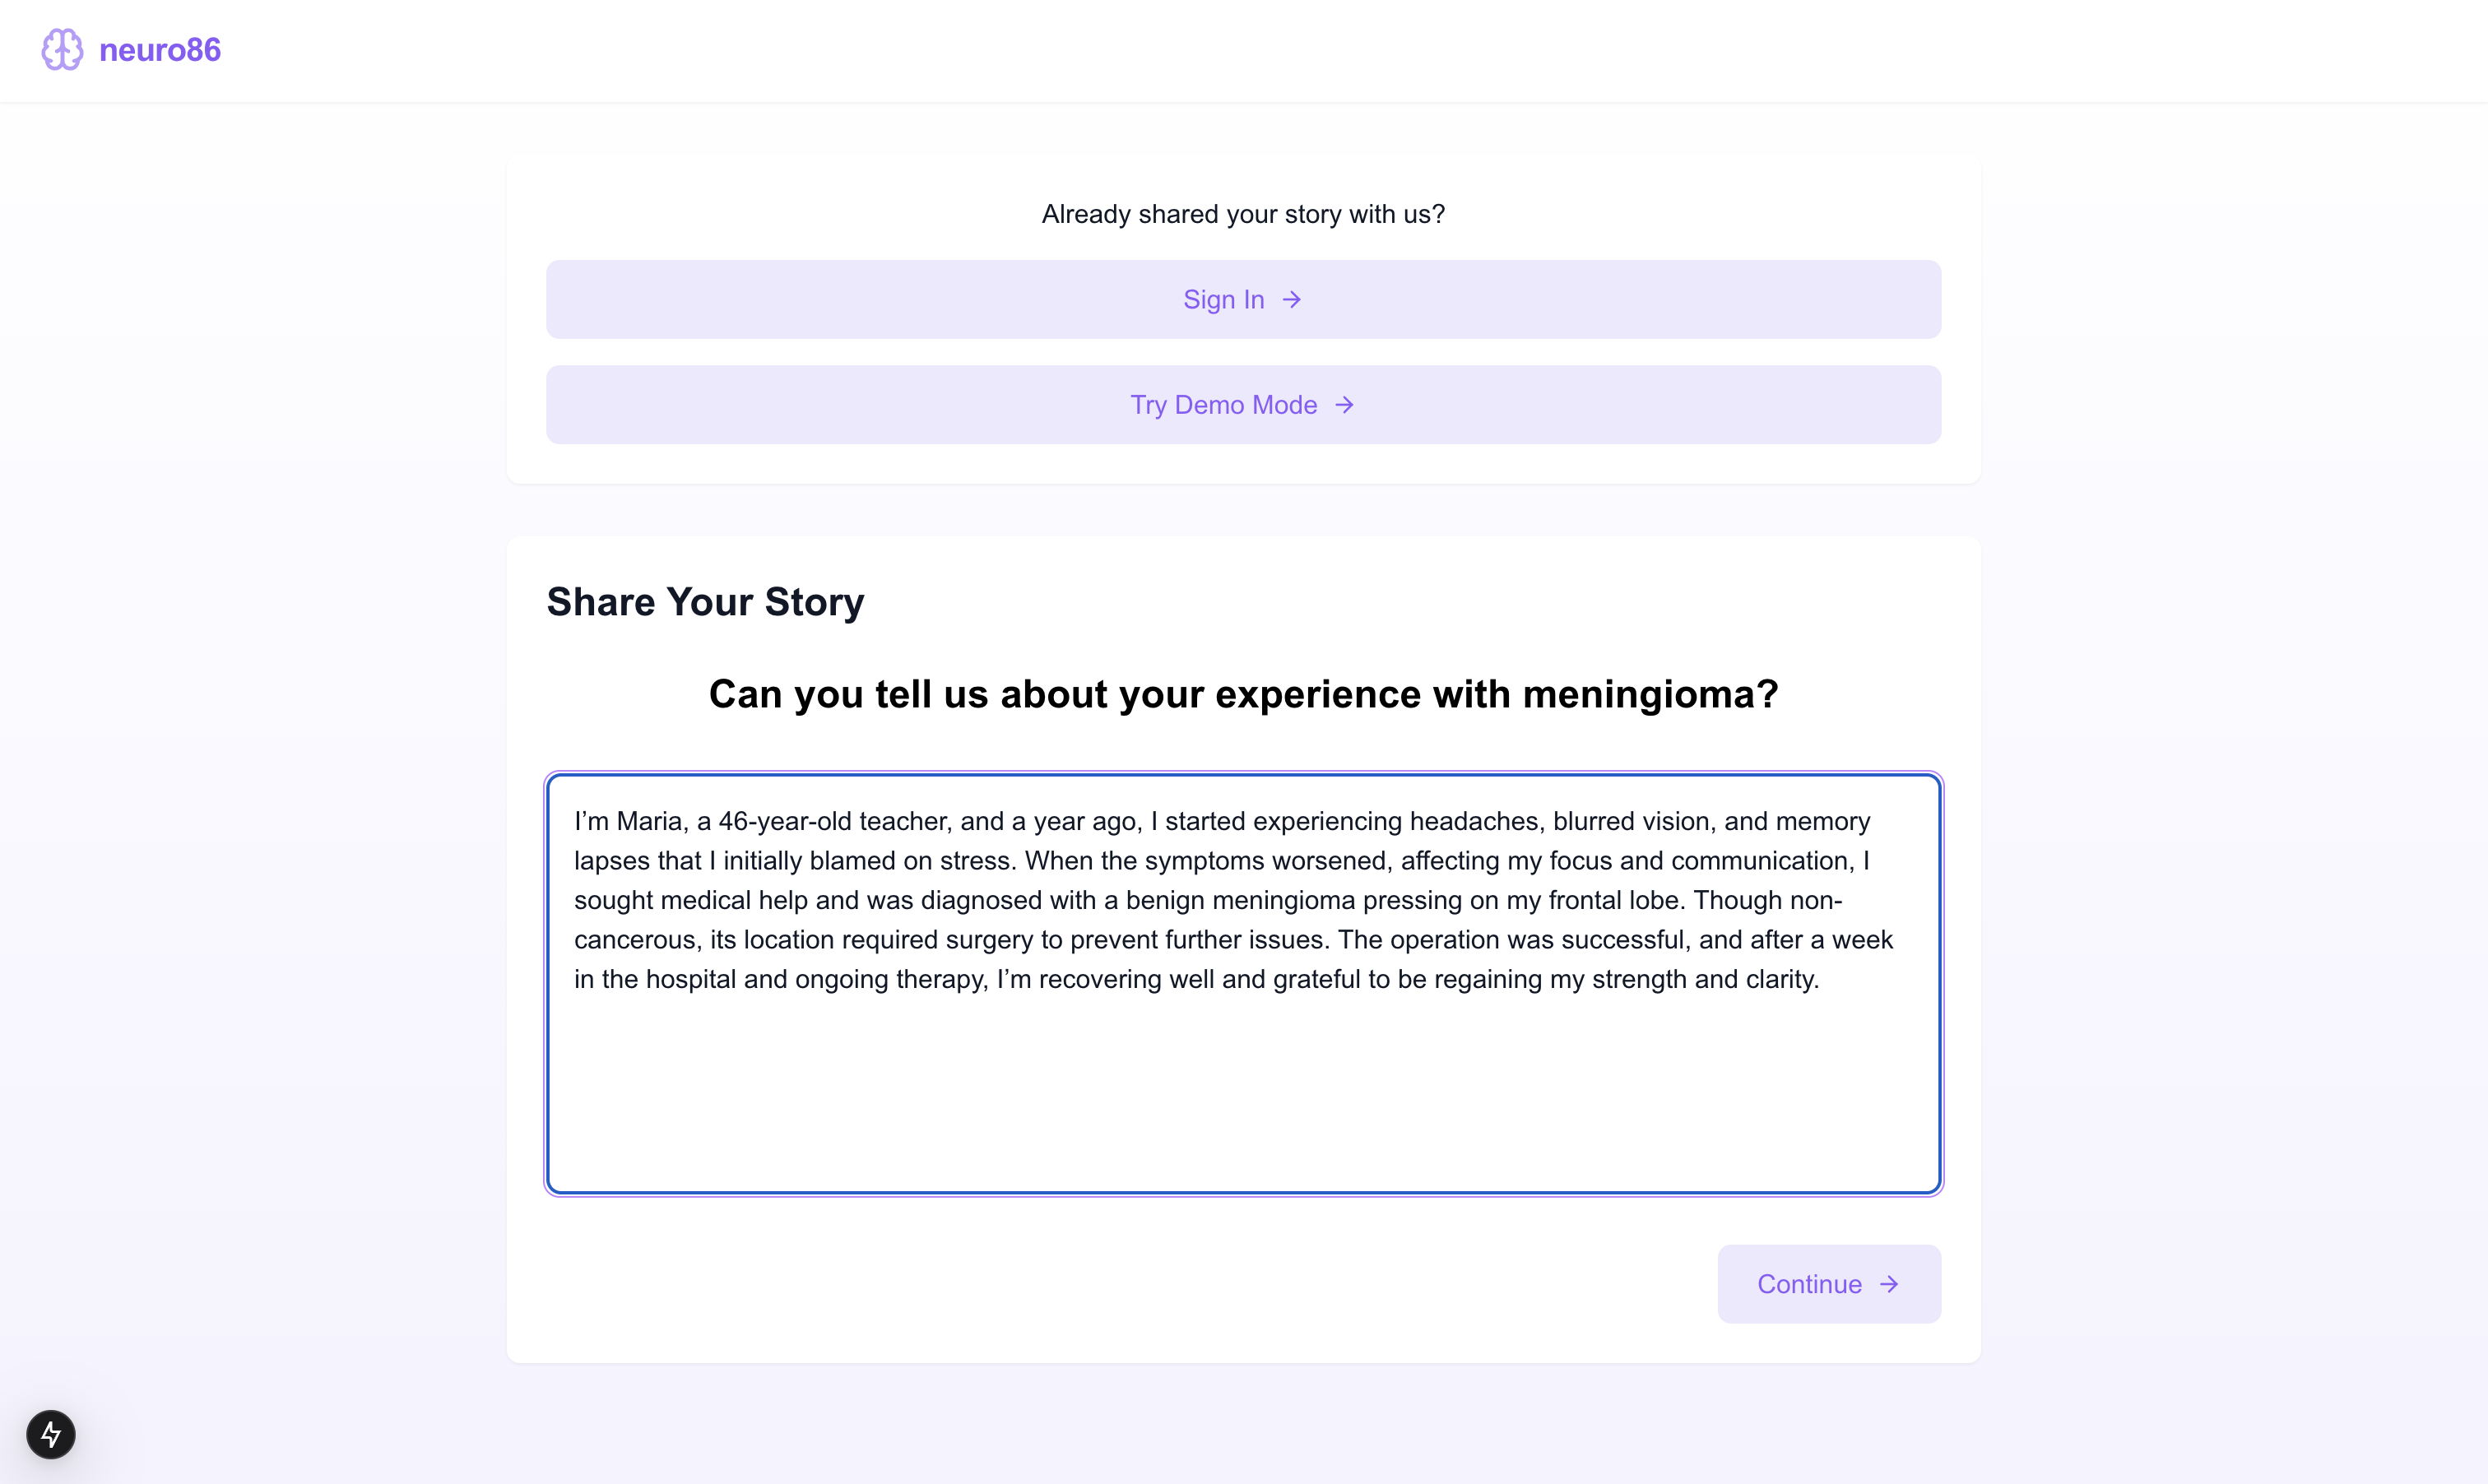 neuro86
Already shared your story with us?
Sign In
Try Demo Mode
Share Your Story
Can you tell us about your experience with meningioma?
I’m Maria, a 46-year-old teacher, and a year ago, I started experiencing headaches, blurred vision, and memory
lapses that I initially blamed on stress. When the symptoms worsened, affecting my focus and communication, I
sought medical help and was diagnosed with a benign meningioma pressing on my frontal lobe. Though non-
cancerous, its location required surgery to prevent further issues. The operation was successful, and after a week
in the hospital and ongoing therapy, I’m recovering well and grateful to be regaining my strength and clarity.
Continue